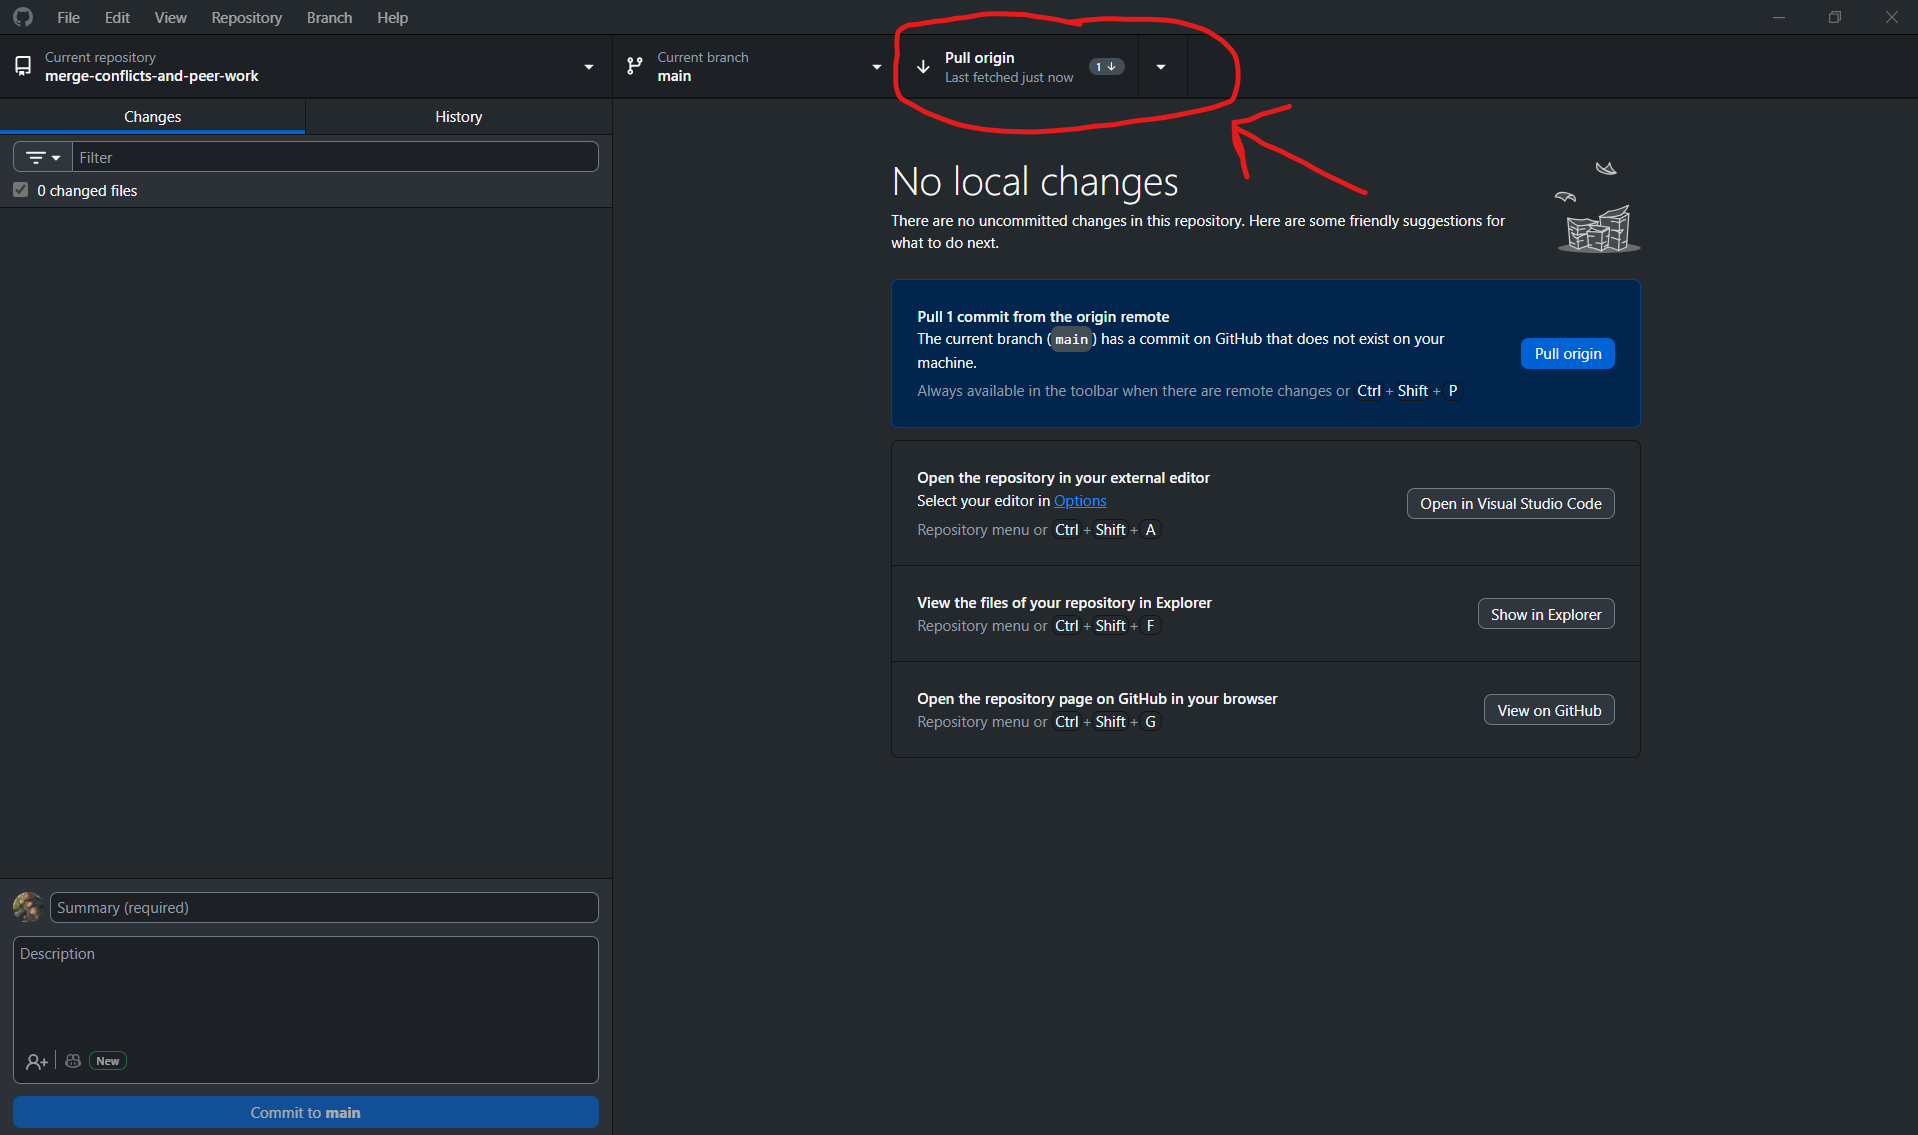 File Edit View Repository Branch Help
Current repository
merge-conflicts-and-peer-work
Current branch
main
Pull origin
Last fetched just now
1
Changes
History
Filter
0 changed files
No local changes
There are no uncommitted changes in this repository. Here are some friendly suggestions for
what to do next.
Pull 1 commit from the origin remote
The current branch (main) has a commit on GitHub that does not exist on your
machine.
Always available in the toolbar when there are remote changes or Ctrl + Shift + P
Pull origin
Open the repository in your external editor
Select your editor in Options
Repository menu or Ctrl + Shift + A
Open in Visual Studio Code
View the files of your repository in Explorer
Repository menu or Ctrl + Shift + F
Show in Explorer
Open the repository page on GitHub in your browser
Repository menu or Ctrl + Shift + G
View on GitHub
Summary (required)
Description
New
Commit to main